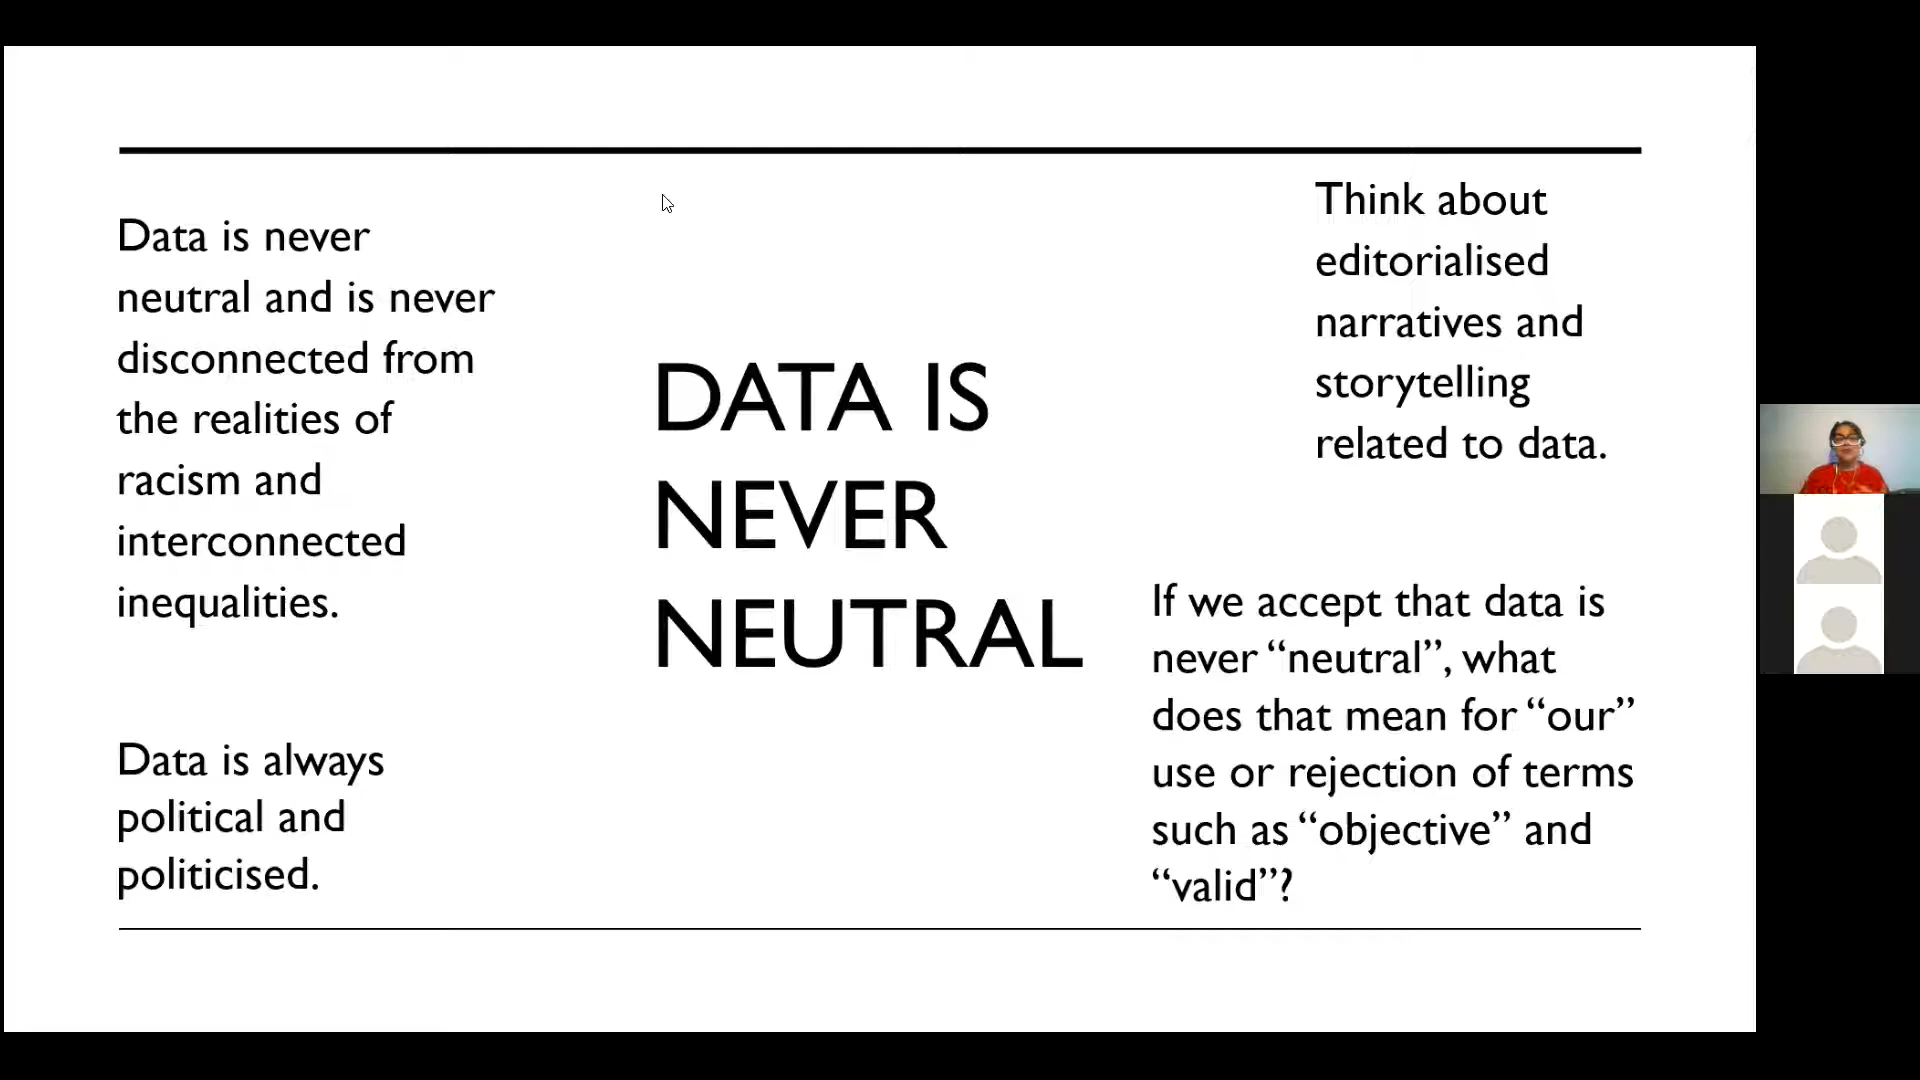 Data is never
neutral and is never
disconnected from
the realities of
racism and
interconnected
inequalities.
Data is always
political and
politicised.
DATA IS
NEVER
NEUTRAL
Think about
editorialised
narratives and
storytelling
related to data.
If we accept that data is
never “neutral”, what
does that mean for “our”
use or rejection of terms
such as “objective” and
“valid”?